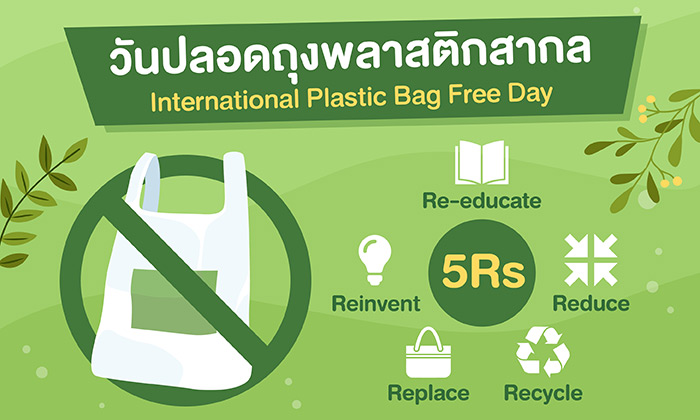 วันปลอดถุงพลาสติกสากล
International Plastic Bag Free Day
Re-educate
5Rs
Reinvent
Reduce
Replace
Recycle